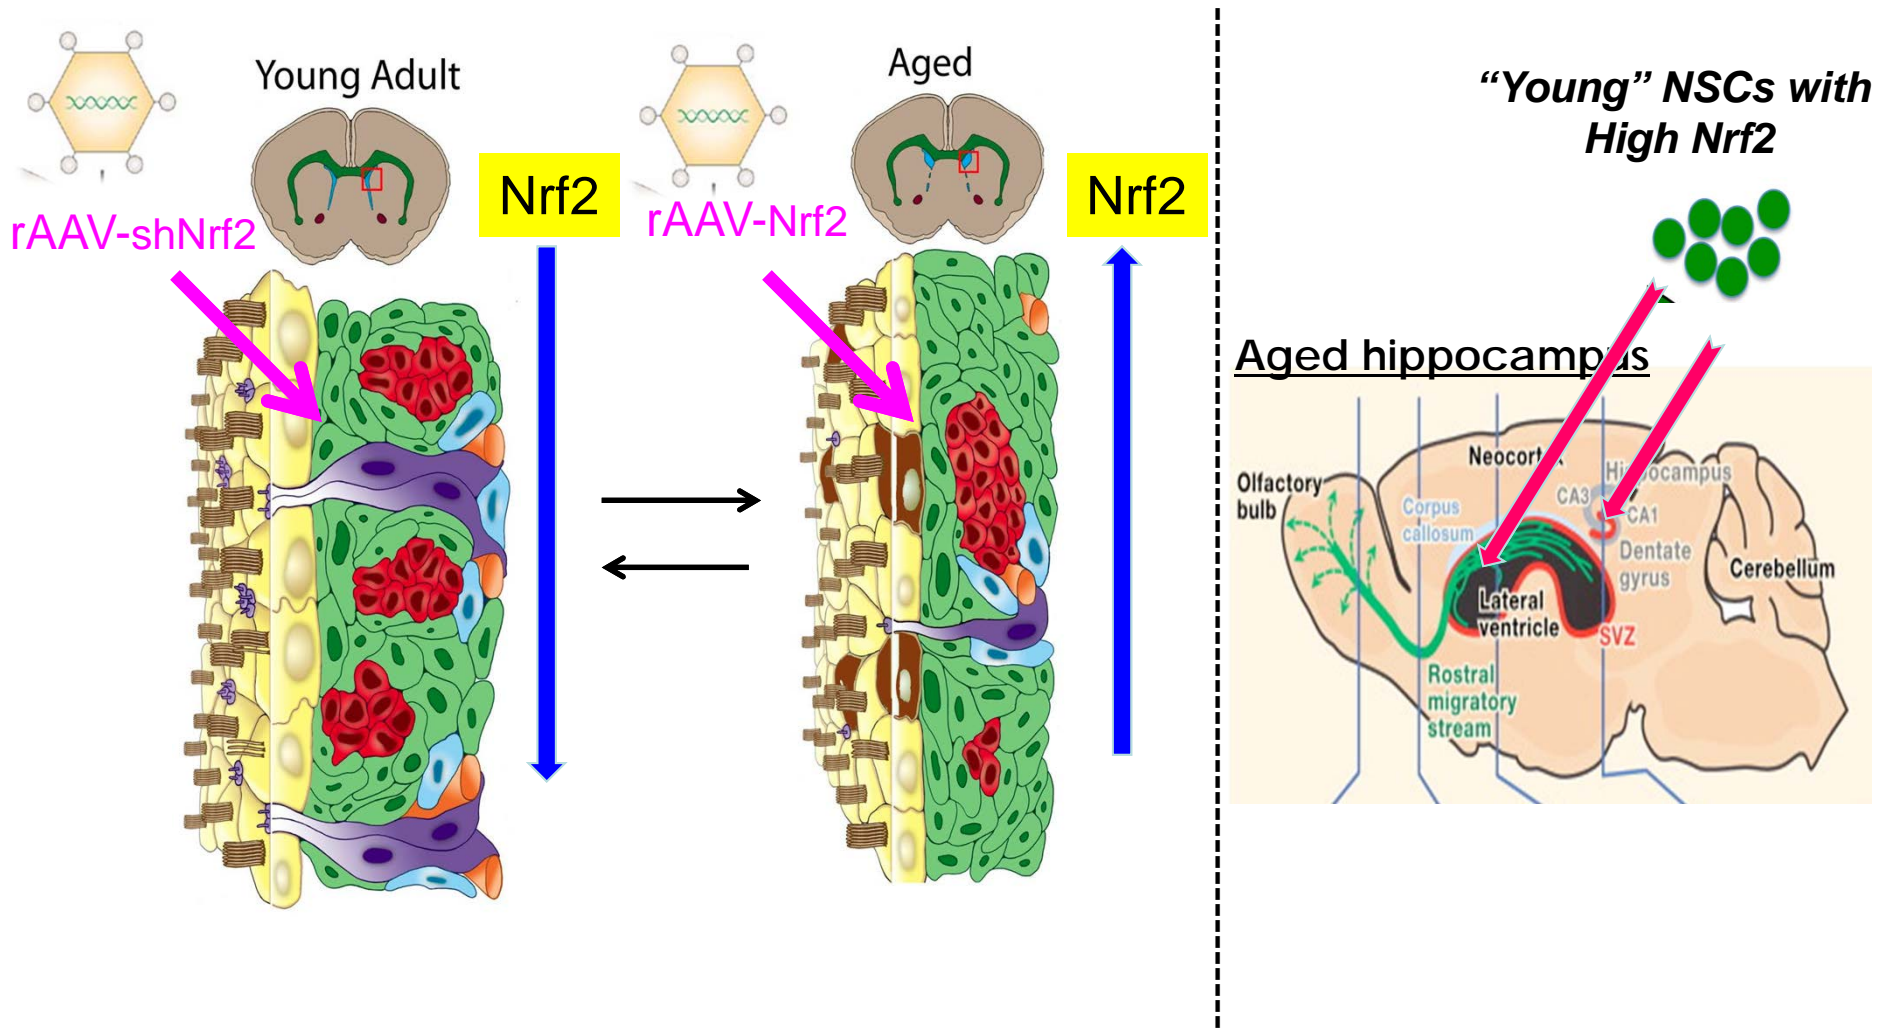 Young Adult
Nrf2
rAAV-shNrf2
Aged
Nrf2
rAAV-Nrf2
“Young” NSCs with
High Nrf2
Aged hippocampus
Olfactory
bulb
Neocortex
Corpus
callosum
Hippocampus
CA3
CA1
Dentate
gyrus
Cerebellum
Lateral
ventricle
SVZ
Rostral
migratory
stream